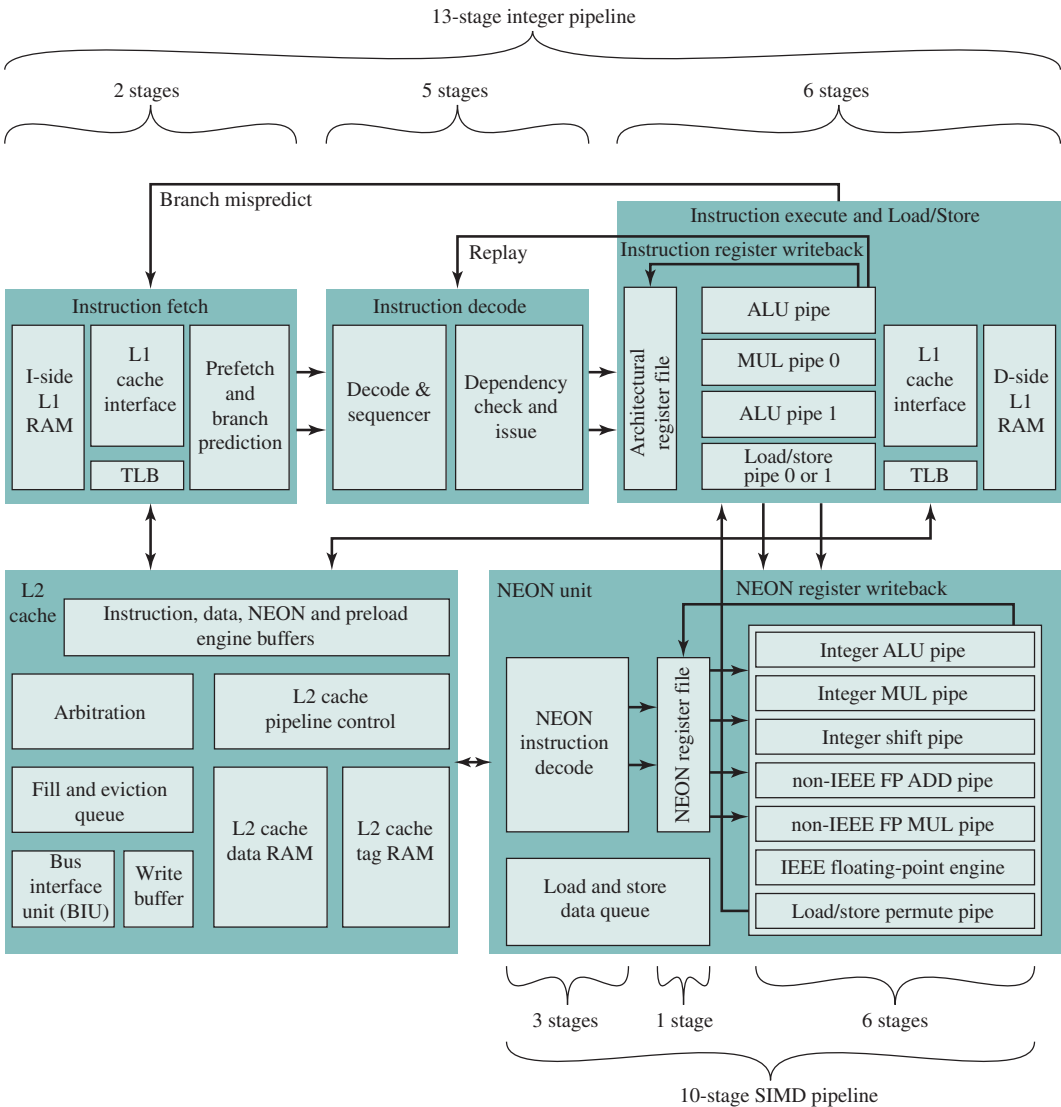 13-stage integer pipeline
2 stages
5 stages
6 stages
Branch mispredict
Instruction execute and Load/Store
Replay
Instruction register writeback
Instruction fetch
I-side
L1
RAM
L1
cache
interface
TLB
Prefetch
and
branch
prediction
Instruction decode
Decode &
sequencer
Dependency
check and
issue
Architectural
register file
ALU pipe
MUL pipe 0
ALU pipe 1
Load/store
pipe 0 or 1
L1
cache
interface
TLB
D-side
L1
RAM
L2
cache
Instruction, data, NEON and preload
engine buffers
Arbitration
L2 cache
pipeline control
Fill and eviction
queue
L2 cache
data RAM
L2 cache
tag RAM
Bus
interface
unit (BIU)
Write
buffer
NEON unit
NEON register writeback
NEON
instruction
decode
NEON register file
Integer ALU pipe
Integer MUL pipe
Integer shift pipe
non-IEEE FP ADD pipe
non-IEEE FP MUL pipe
IEEE floating-point engine
Load/store permute pipe
Load and store
data queue
3 stages
1 stage
6 stages
10-stage SIMD pipeline